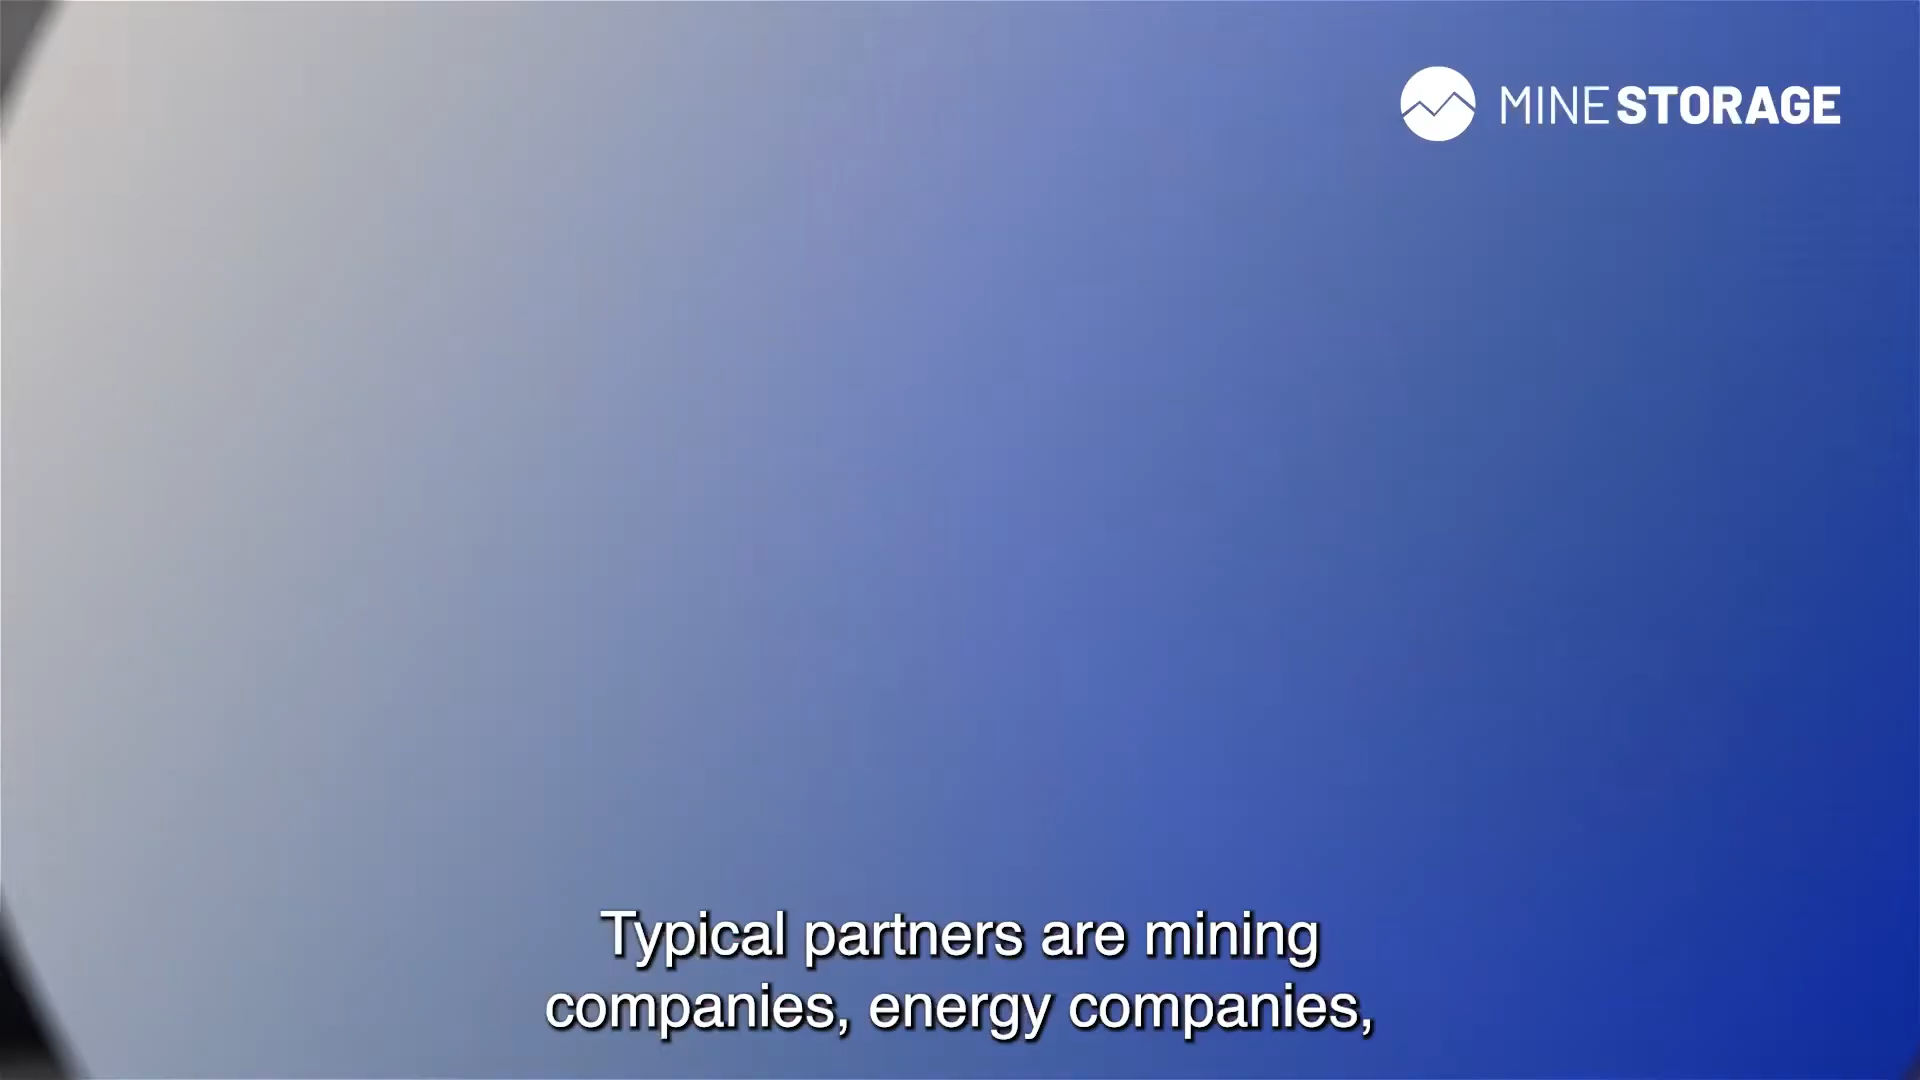 MINESTORAGE
Typical partners are mining
companies, energy companies,